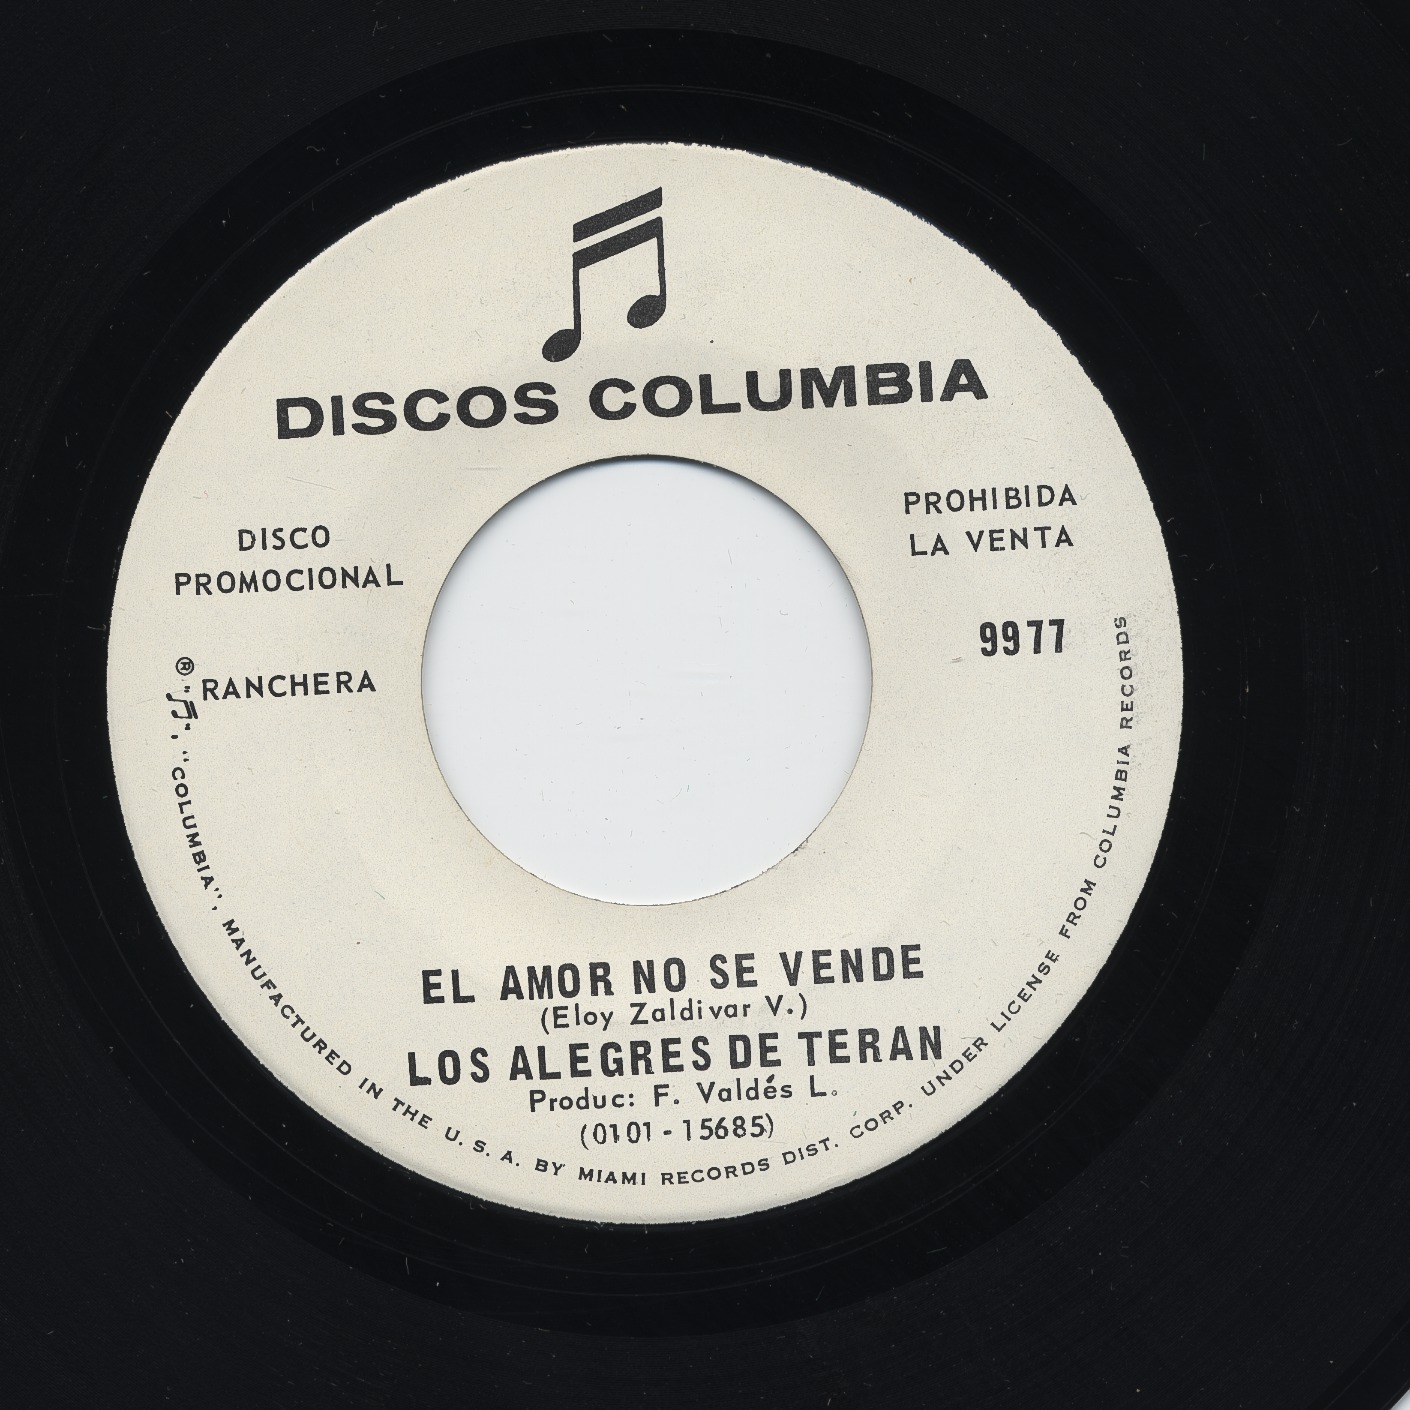 DISCOS COLUMBIA
DISCO
PROMOCIONAL
PROHIBIDA
LA VENTA
9977
RANCHERA
EL AMOR NO SE VENDE
(Eloy Zaldivar V.)
LOS ALEGRES DE TERAN
Produc: F. Valdés L.
(0101-15685)
® "♫", "COLUMBIA", MANUFACTURED IN THE U. S. A. BY MIAMI RECORDS DIST. CORP. UNDER LICENSE FROM COLUMBIA RECORDS